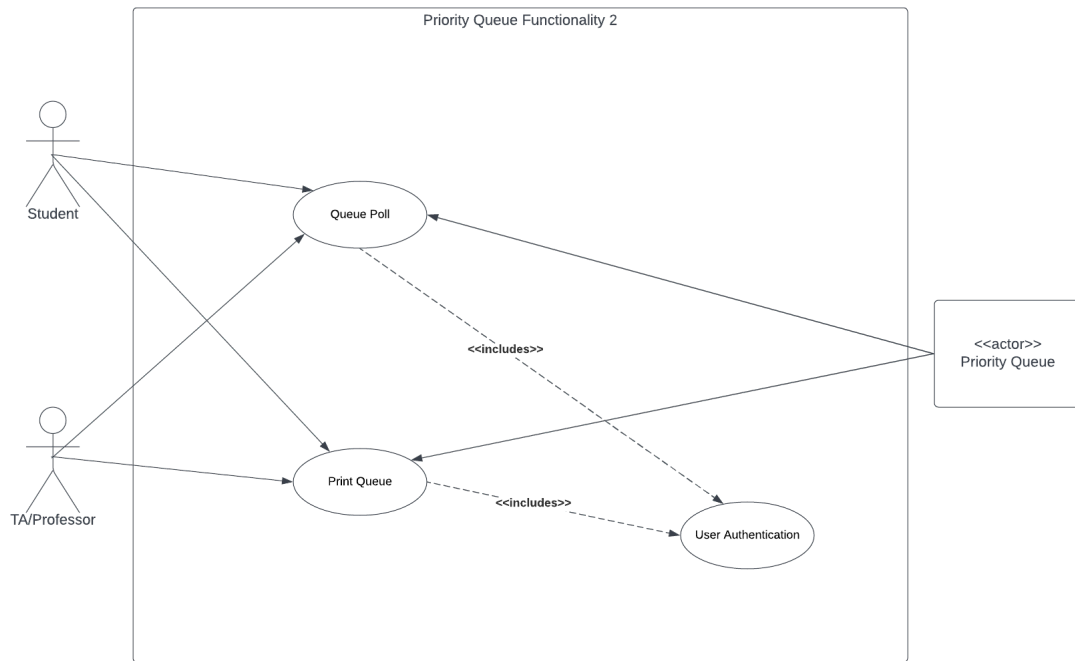 Priority Queue Functionality 2
Student
Queue Poll
<<includes>>
<<actor>>
Priority Queue
TA/Professor
Print Queue
<<includes>>
User Authentication